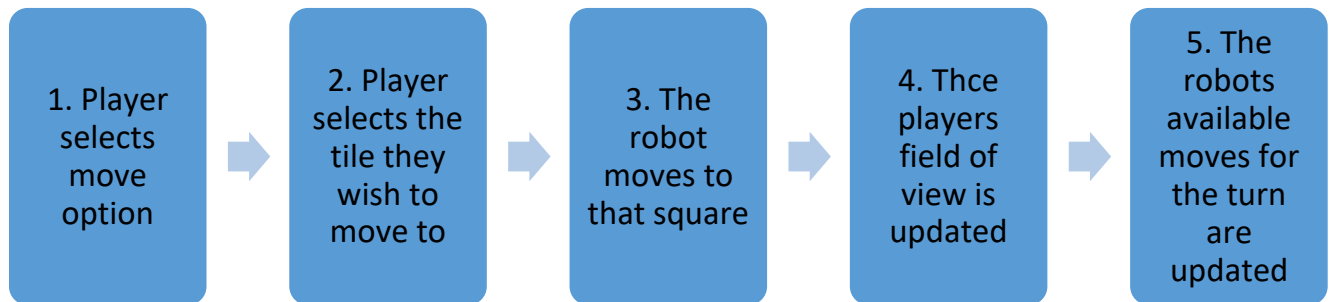 1. Player
selects
move
option
2. Player
selects the
tile they
wish to
move to
3. The
robot
moves to
that square
4. Thce
players
field of
view is
updated
5. The
robots
available
moves for
the turn
are
updated